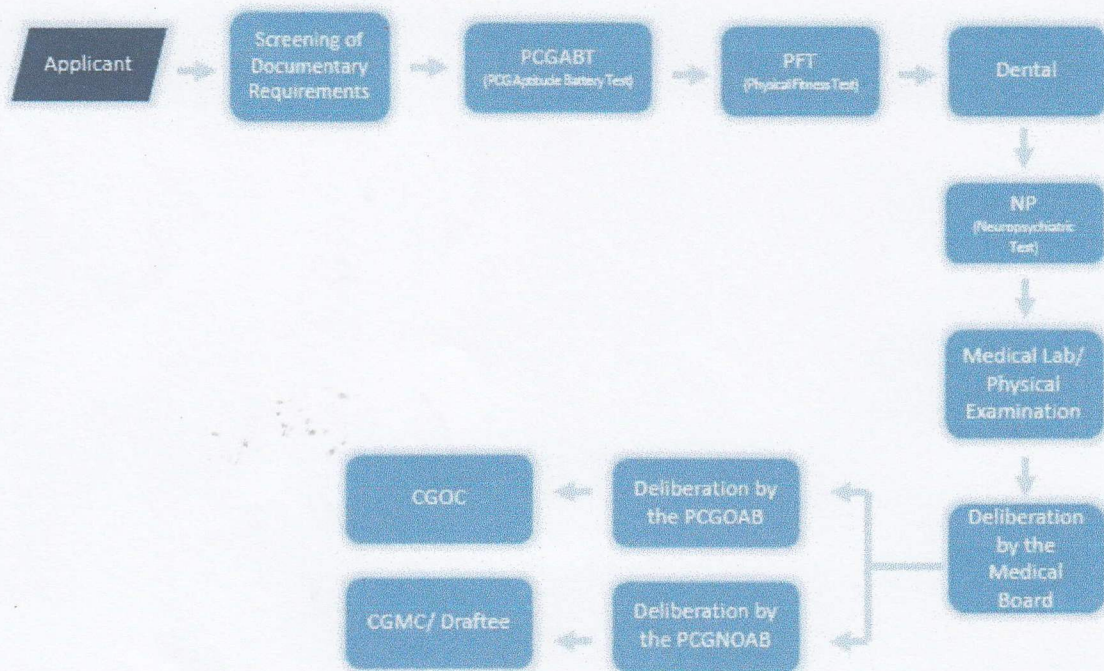 Applicant
Screening of
Documentary
Requirements
PCGABT
(PCG Aptitude Battery Test)
PFT
(Physical Fitness Test)
Dental
NP
(Neuropsychiatric
Test)
Medical Lab/
Physical
Examination
Deliberation
by the
Medical
Board
Deliberation by
the PCGOAB
CGOC
Deliberation by
the PCGNOAB
CGMC/ Draftee